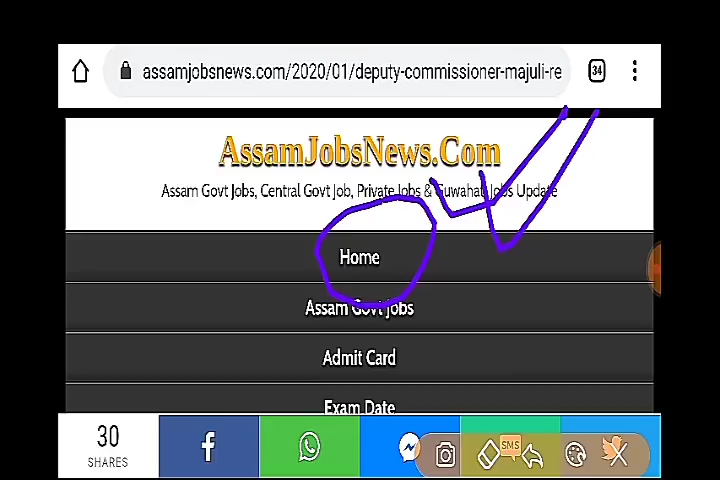 assamjobsnews.com/2020/01/deputy-commissioner-majuli-re
34
AssamJobsNews.Com
Assam Govt Jobs, Central Govt Job, Private Jobs & Guwahati Jobs Update
Home
Assam Govt Jobs
Admit Card
Exam Date
30
SHARES
SMS